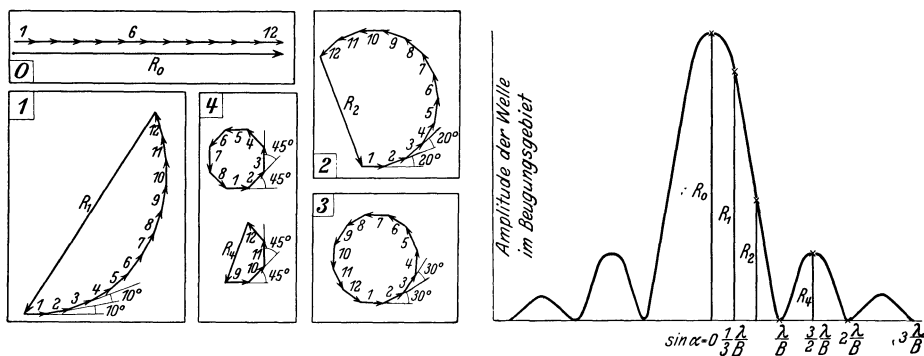 1 6 12
R₀
0
1
12
11
10
9
8
7
6
5
4
3
2
1
R₁
10°
10°
4
6 5 4
7 3
8 1 2
45°
45°
12
11
10
9
R₄
45°
45°
12 11 10 9 8
7
6
5
4
3
2
1
R₂
20°
20°
2
3
9 8 7 6
10 5
11 4
12 1 2 3
30°
30°
Amplitude der Welle
im Beugungsgebiet
R₀
R₁
R₂
R₄
sinα=0 1/3 λ/B λ/B 3/2 λ/B 2 λ/B 3 λ/B